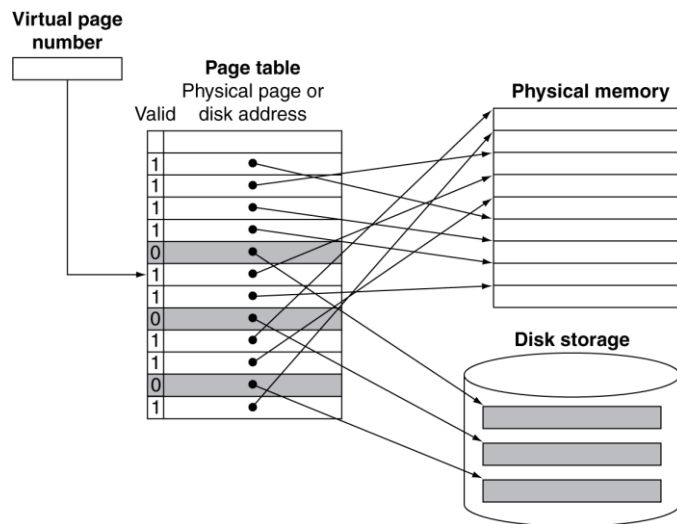 Virtual page
number
Page table
Physical page or
Valid disk address
Physical memory
1
1
1
1
0
1
1
0
1
1
0
1
Disk storage